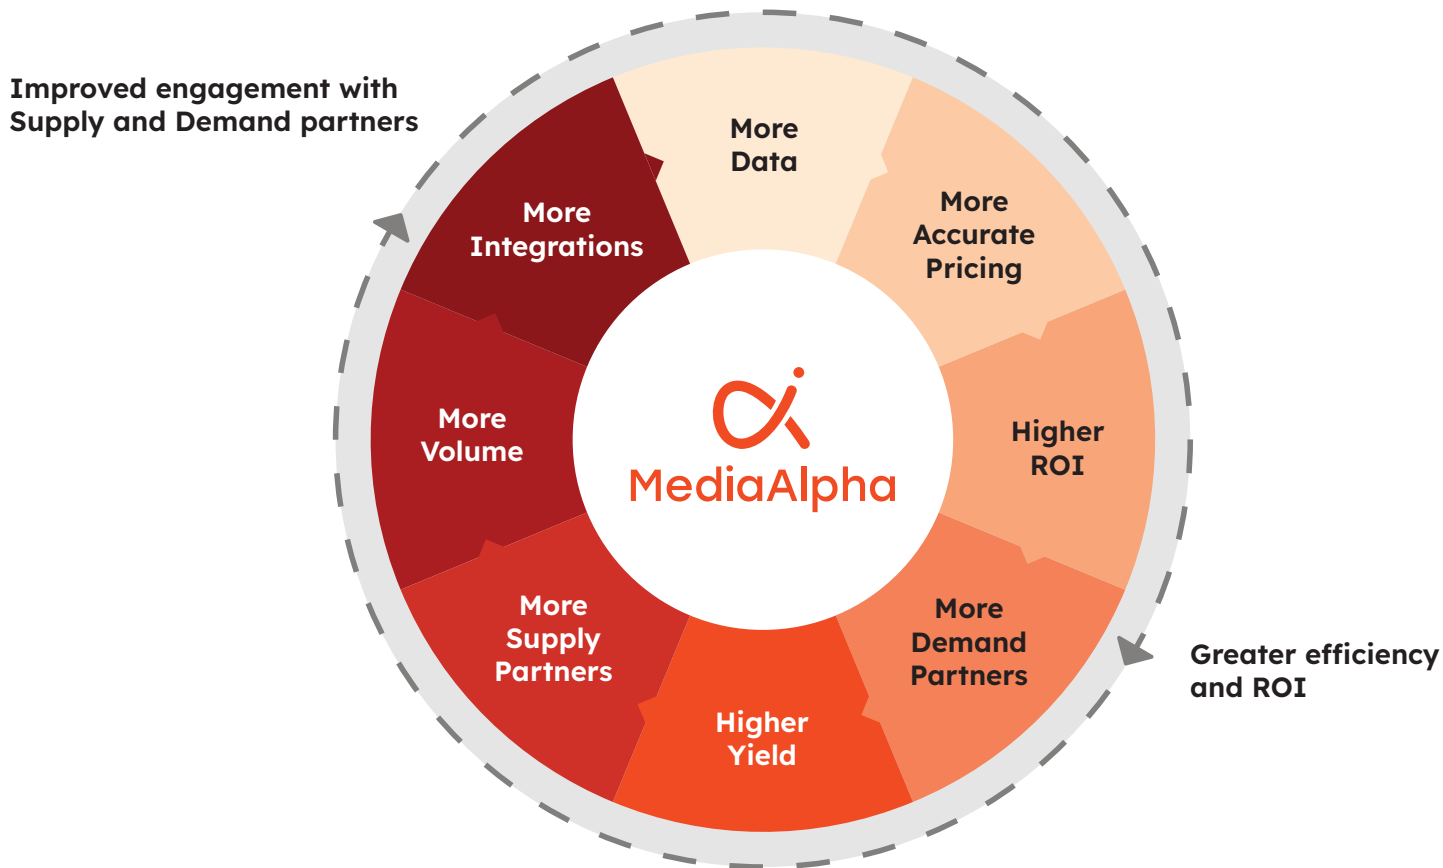 Improved engagement with
Supply and Demand partners
More
Data
More
Accurate
Pricing
Higher
ROI
More
Demand
Partners
Higher
Yield
More
Supply
Partners
More
Volume
More
Integrations
MediaAlpha
Greater efficiency
and ROI